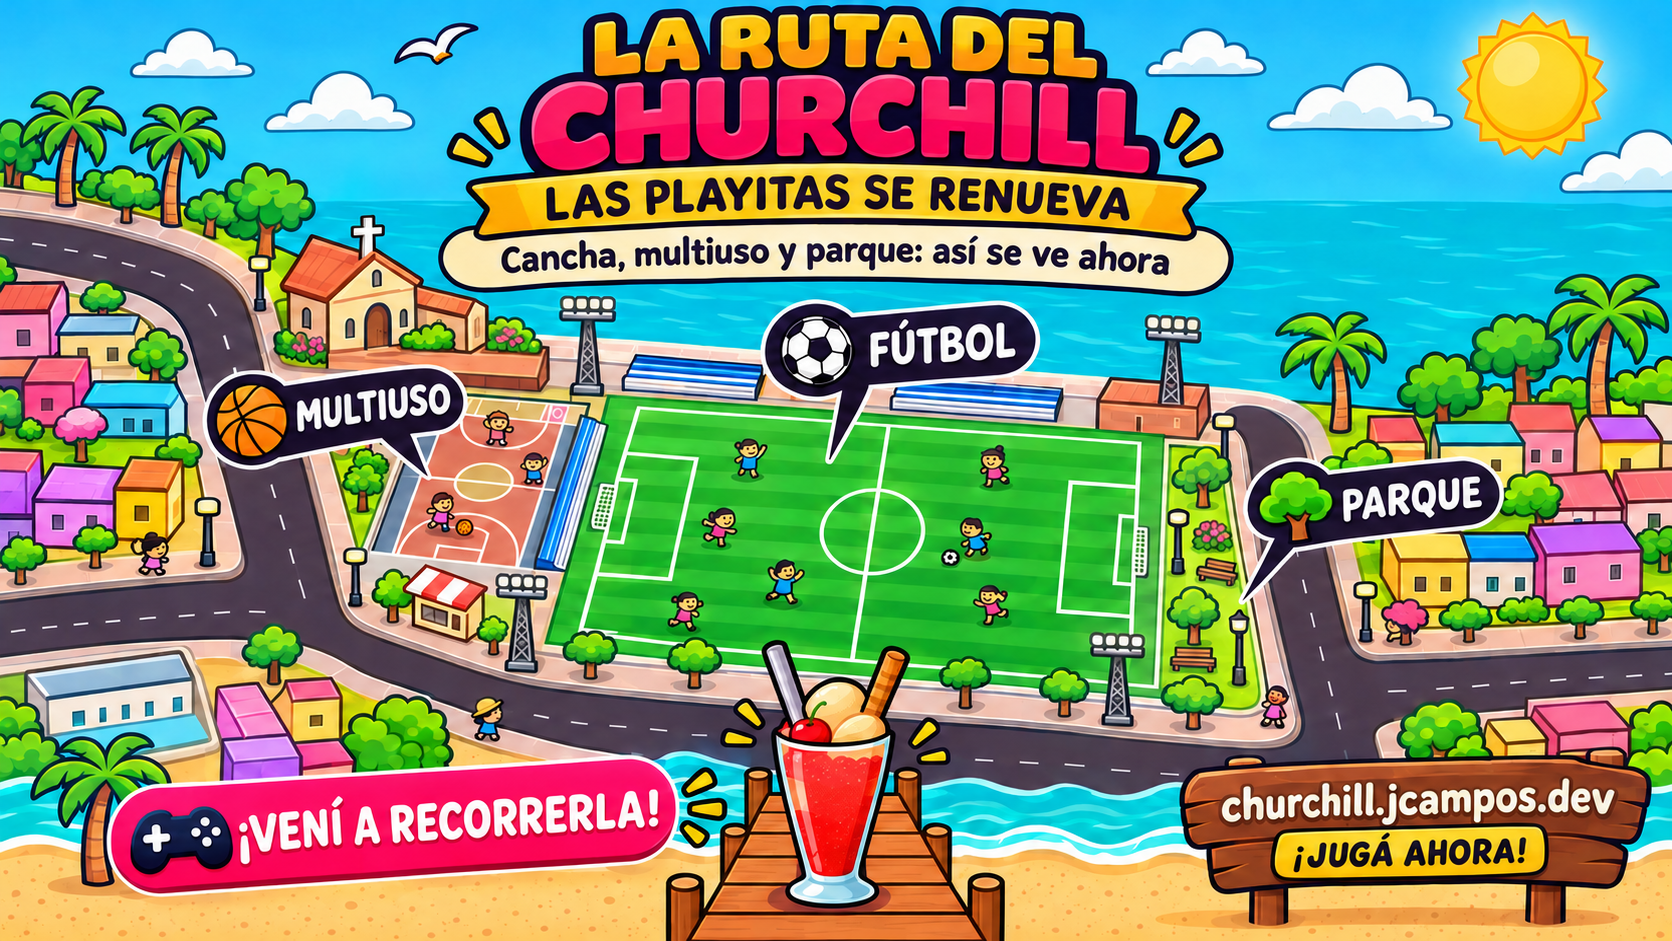 LA RUTA DEL
CHURCHILL
LAS PLAYITAS SE RENUEVA
Cancha, multiuso y parque: así se ve ahora
FÚTBOL
MULTIUSO
PARQUE
¡VENÍ A RECORRERLA!
churchill.jcampos.dev
¡JUGÁ AHORA!